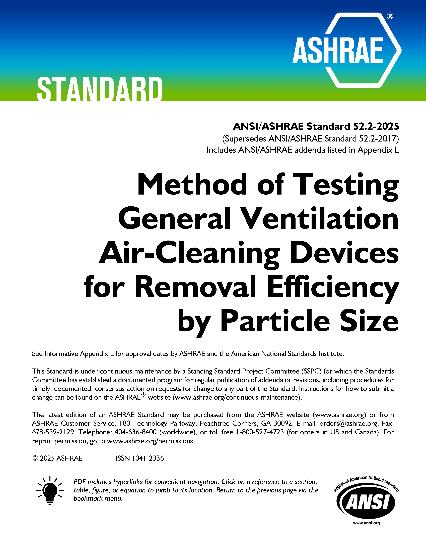 ASHRAE®
STANDARD
ANSI/ASHRAE Standard 52.2-2025
(Supersedes ANSI/ASHRAE Standard 52.2-2017)
Includes ANSI/ASHRAE addenda listed in Appendix L
Method of Testing
General Ventilation
Air-Cleaning Devices
for Removal Efficiency
by Particle Size
See Informative Appendix L for approval dates by ASHRAE and the American National Standards Institute.
This Standard is under continuous maintenance by a Standing Standard Project Committee (SSPC) for which the Standards
Committee has established a documented program for regular publication of addenda or revisions, including procedures for
timely, documented, consensus action on requests for change to any part of the Standard. Instructions for how to submit a
change can be found on the ASHRAE® website (www.ashrae.org/continuous-maintenance).
The latest edition of an ASHRAE Standard may be purchased from the ASHRAE website (www.ashrae.org) or from
ASHRAE Customer Service, 180 Technology Parkway, Peachtree Corners, GA 30092. E-mail: orders@ashrae.org. Fax:
678-539-2129. Telephone: 404-636-8400 (worldwide), or toll free 1-800-527-4723 (for orders in US and Canada). For
reprint permission, go to www.ashrae.org/permissions.
© 2025 ASHRAE ISSN 1041-2336
PDF includes hyperlinks for convenient navigation. Click on a reference to a section,
table, figure, or equation to jump to its location. Return to the previous page via the
bookmark menu.
ANSI
www.ansi.org